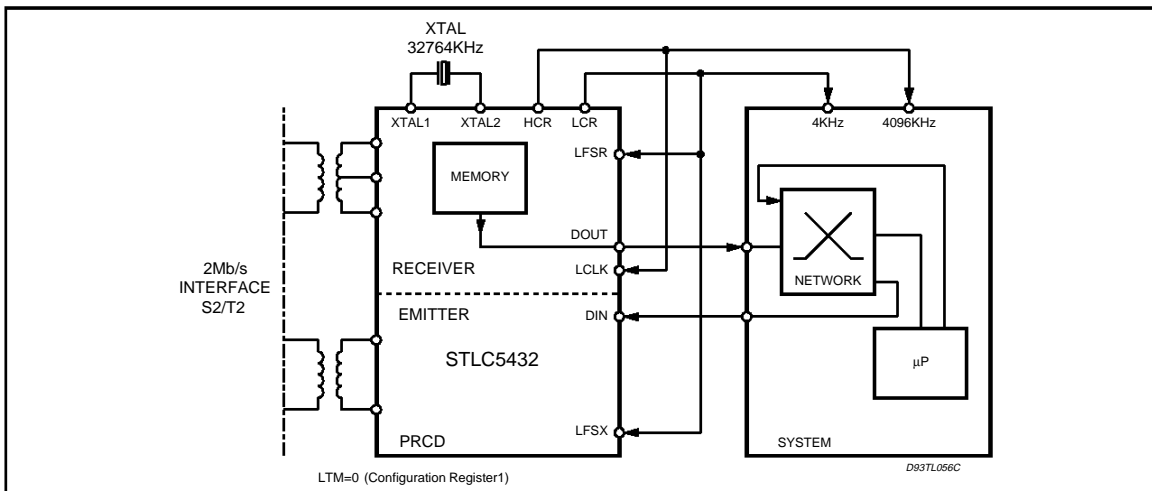 XTAL
32764KHz
XTAL1
XTAL2
HCR
LCR
4KHz
4096KHz
LFSR
MEMORY
DOUT
RECEIVER
LCLK
NETWORK
2Mb/s
INTERFACE
S2/T2
EMITTER
DIN
STLC5432
μP
LFSX
PRCD
SYSTEM
D93TL056C
LTM=0 (Configuration Register1)